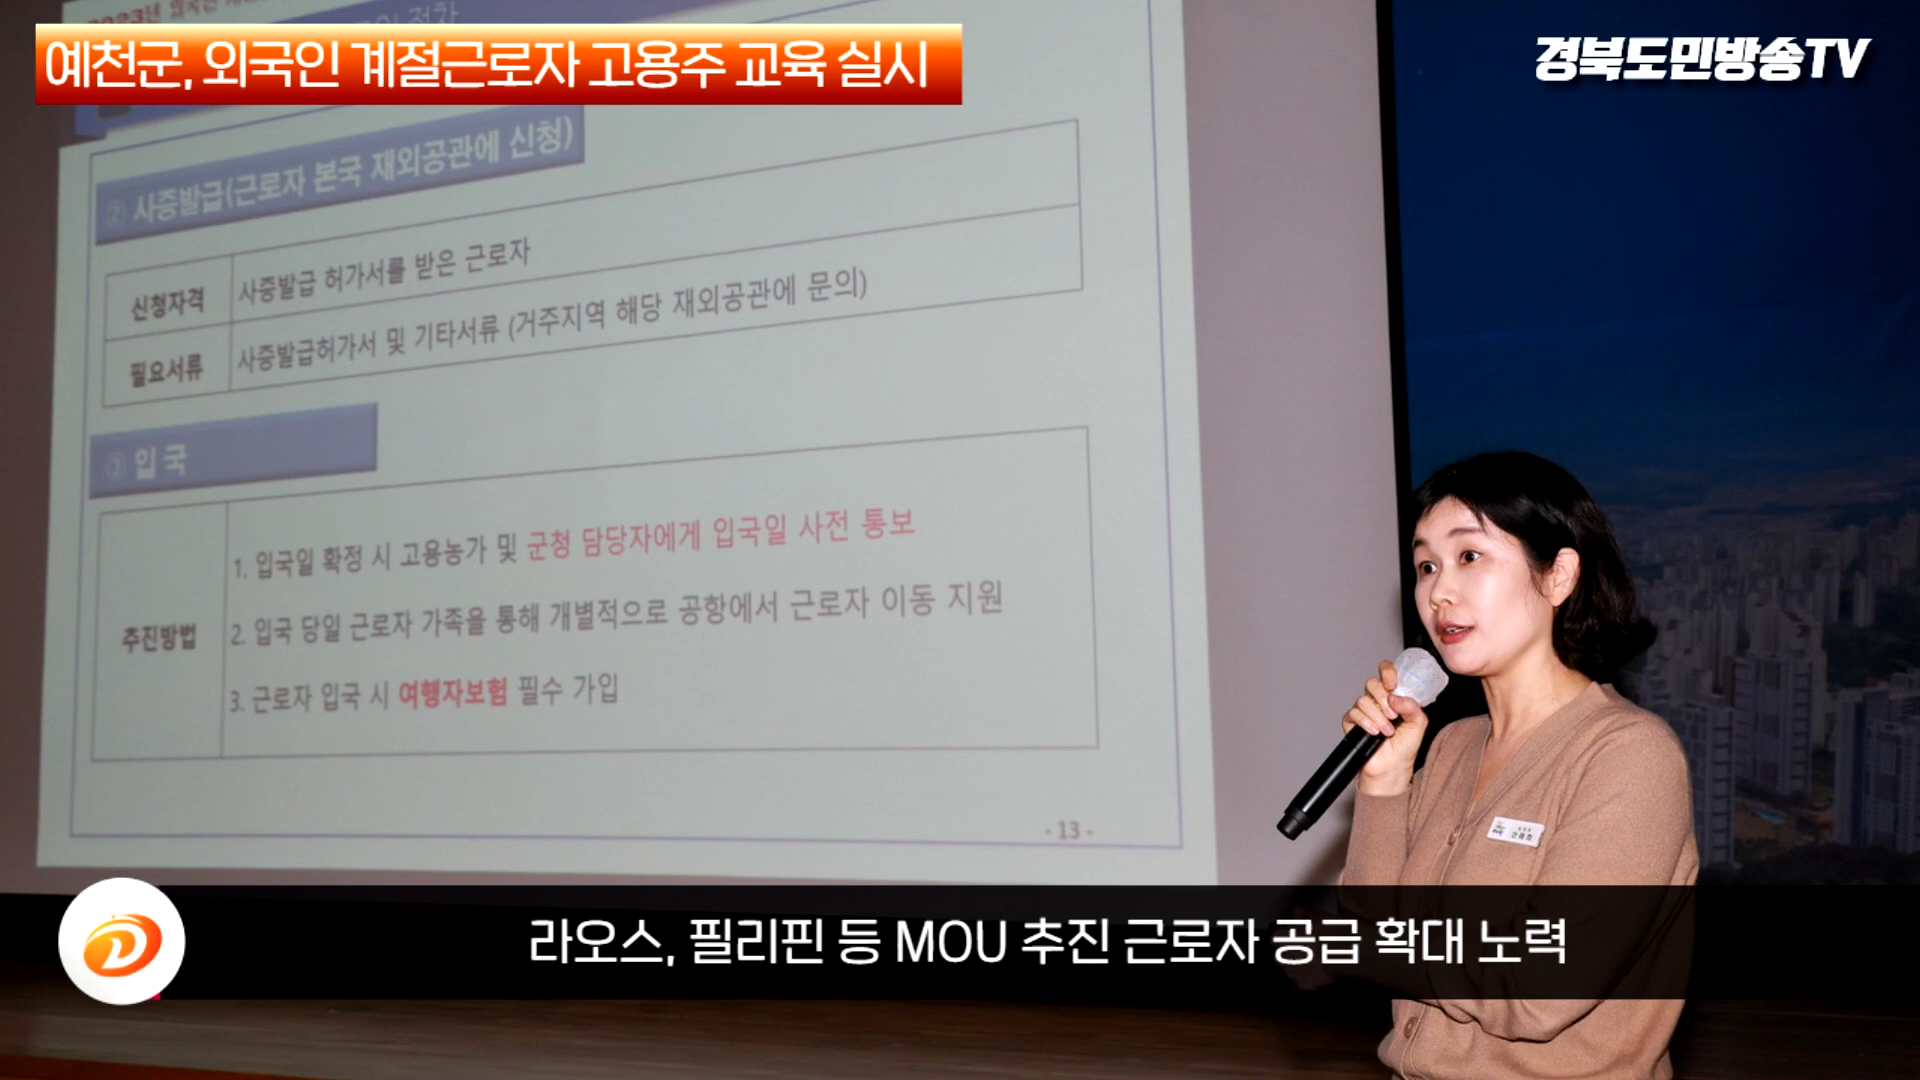 예천군, 외국인 계절근로자 고용주 교육 실시
경북도민방송TV
② 사증발급(근로자 본국 재외공관에 신청)
신청자격 사증발급 허가서를 받은 근로자
필요서류 사증발급허가서 및 기타서류 (거주지역 해당 재외공관에 문의)
③ 입국
추진방법
1. 입국일 확정 시 고용농가 및 군청 담당자에게 입국일 사전 통보
2. 입국 당일 근로자 가족을 통해 개별적으로 공항에서 근로자 이동 지원
3. 근로자 입국 시 여행자보험 필수 가입
- 13 -
라오스, 필리핀 등 MOU 추진 근로자 공급 확대 노력